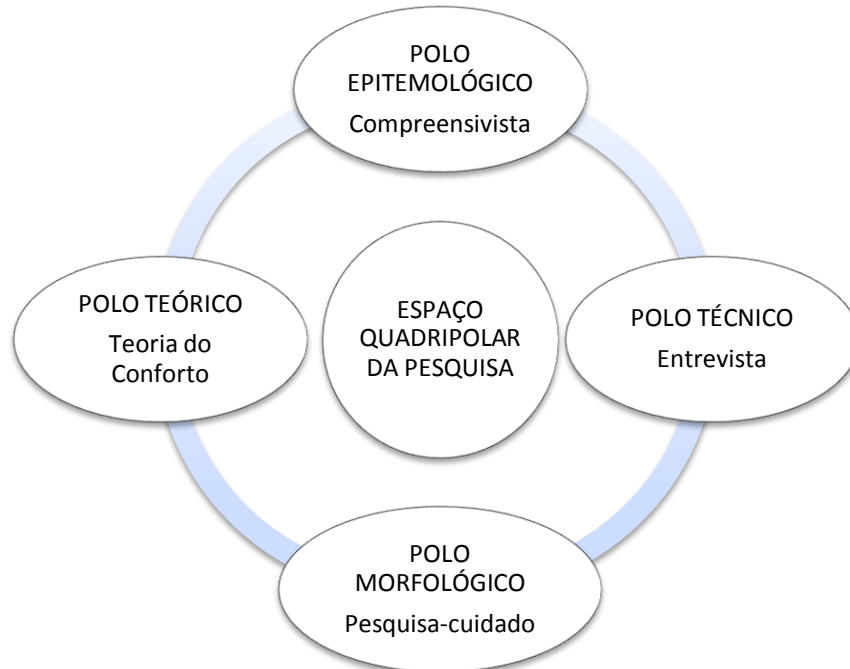 POLO
EPITEMOLÓGICO
Compreensivista
POLO TEÓRICO
Teoria do
Conforto
ESPAÇO
QUADRIPOLAR
DA PESQUISA
POLO TÉCNICO
Entrevista
POLO
MORFOLÓGICO
Pesquisa-cuidado